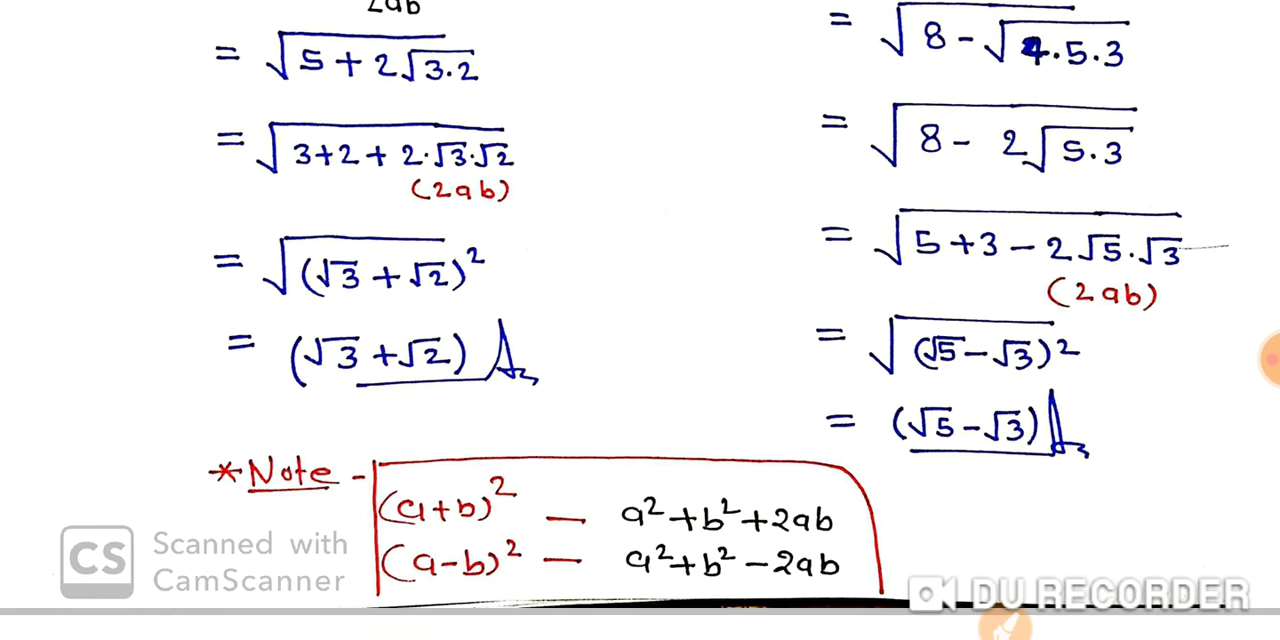 2ab
= √(5 + 2√(3·2))
= √(3+2+2·√3·√2)
(2ab)
= √((√3 + √2)²)
= (√3 + √2) A
= √(8 - √(4·5·3))
= √(8 - 2√(5·3))
= √(5 + 3 - 2√5·√3)
(2ab)
= √((√5 - √3)²)
= (√5 - √3) A
*Note -
(a+b)² — a²+b²+2ab
(a-b)² — a²+b²-2ab
CS Scanned with
CamScanner
DU RECORDER